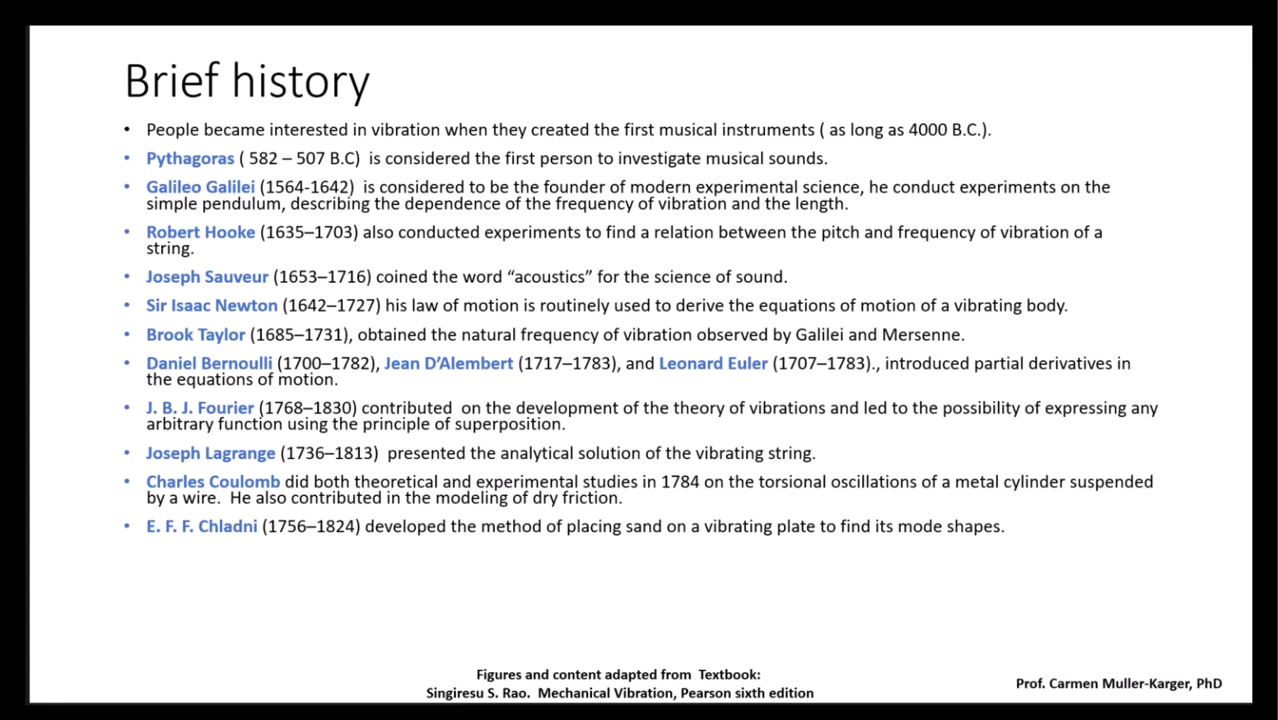 Brief history
• People became interested in vibration when they created the first musical instruments ( as long as 4000 B.C.).
• Pythagoras ( 582 – 507 B.C)  is considered the first person to investigate musical sounds.
• Galileo Galilei (1564-1642)  is considered to be the founder of modern experimental science, he conduct experiments on the
simple pendulum, describing the dependence of the frequency of vibration and the length.
• Robert Hooke (1635–1703) also conducted experiments to find a relation between the pitch and frequency of vibration of a
string.
• Joseph Sauveur (1653–1716) coined the word “acoustics” for the science of sound.
• Sir Isaac Newton (1642–1727) his law of motion is routinely used to derive the equations of motion of a vibrating body.
• Brook Taylor (1685–1731), obtained the natural frequency of vibration observed by Galilei and Mersenne.
• Daniel Bernoulli (1700–1782), Jean D’Alembert (1717–1783), and Leonard Euler (1707–1783)., introduced partial derivatives in
the equations of motion.
• J. B. J. Fourier (1768–1830) contributed  on the development of the theory of vibrations and led to the possibility of expressing any
arbitrary function using the principle of superposition.
• Joseph Lagrange (1736–1813)  presented the analytical solution of the vibrating string.
• Charles Coulomb did both theoretical and experimental studies in 1784 on the torsional oscillations of a metal cylinder suspended
by a wire.  He also contributed in the modeling of dry friction.
• E. F. F. Chladni (1756–1824) developed the method of placing sand on a vibrating plate to find its mode shapes.
Figures and content adapted from  Textbook:
Singiresu S. Rao.  Mechanical Vibration, Pearson sixth edition
Prof. Carmen Muller-Karger, PhD